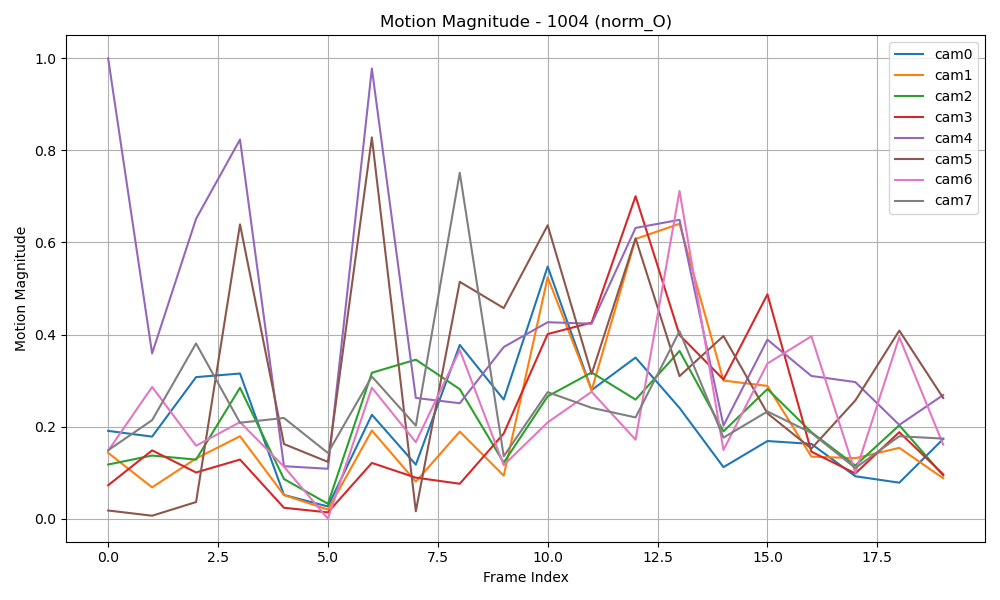 Motion Magnitude - 1004 (norm_O)
cam0
cam1
cam2
cam3
cam4
cam5
cam6
cam7
Motion Magnitude
1.0
0.8
0.6
0.4
0.2
0.0
0.0 2.5 5.0 7.5 10.0 12.5 15.0 17.5
Frame Index